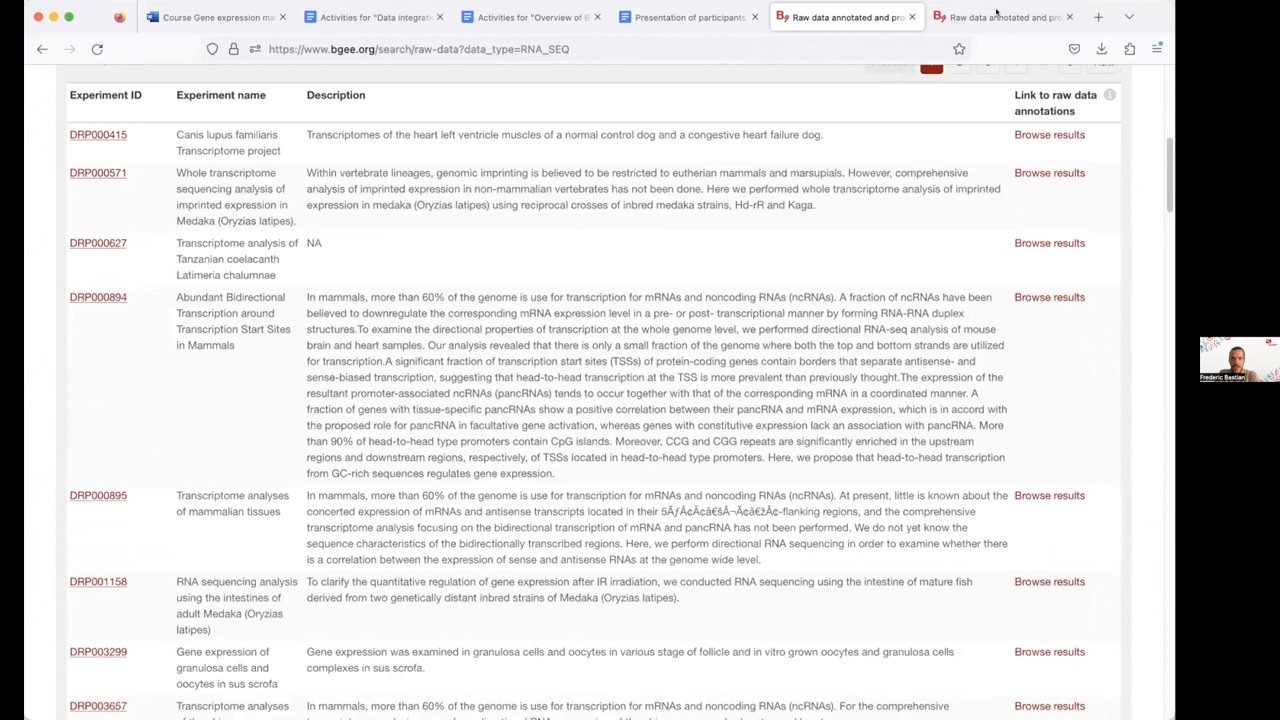 Course Gene expression ma
Activities for "Data integrati
Activities for "Overview of B
Presentation of participants
Raw data annotated and pro
Raw data annotated and pro
https://www.bgee.org/search/raw-data?data_type=RNA_SEQ
Experiment ID
Experiment name
Description
Link to raw data
annotations
DRP000415
Canis lupus familiaris
Transcriptome project
Transcriptomes of the heart left ventricle muscles of a normal control dog and a congestive heart failure dog.
Browse results
DRP000571
Whole transcriptome
sequencing analysis of
imprinted expression in
Medaka (Oryzias latipes).
Within vertebrate lineages, genomic imprinting is believed to be restricted to eutherian mammals and marsupials. However, comprehensive
analysis of imprinted expression in non-mammalian vertebrates has not been done. Here we performed whole transcriptome analysis of imprinted
expression in medaka (Oryzias latipes) using reciprocal crosses of inbred medaka strains, Hd-rR and Kaga.
Browse results
DRP000627
Transcriptome analysis of
Tanzanian coelacanth
Latimeria chalumnae
NA
Browse results
DRP000894
Abundant Bidirectional
Transcription around
Transcription Start Sites
in Mammals
In mammals, more than 60% of the genome is use for transcription for mRNAs and noncoding RNAs (ncRNAs). A fraction of ncRNAs have been
believed to downregulate the corresponding mRNA expression level in a pre- or post- transcriptional manner by forming RNA-RNA duplex
structures.To examine the directional properties of transcription at the whole genome level, we performed directional RNA-seq analysis of mouse
brain and heart samples. Our analysis revealed that there is only a small fraction of the genome where both the top and bottom strands are utilized
for transcription.A significant fraction of transcription start sites (TSSs) of protein-coding genes contain borders that separate antisense- and
sense-biased transcription, suggesting that head-to-head transcription at the TSS is more prevalent than previously thought.The expression of the
resultant promoter-associated ncRNAs (pancRNAs) tends to occur together with that of the corresponding mRNA in a coordinated manner. A
fraction of genes with tissue-specific pancRNAs show a positive correlation between their pancRNA and mRNA expression, which is in accord with
the proposed role for pancRNA in facultative gene activation, whereas genes with constitutive expression lack an association with pancRNA. More
than 90% of head-to-head type promoters contain CpG islands. Moreover, CCG and CGG repeats are significantly enriched in the upstream
regions and downstream regions, respectively, of TSSs located in head-to-head type promoters. Here, we propose that head-to-head transcription
from GC-rich sequences regulates gene expression.
Browse results
DRP000895
Transcriptome analyses
of mammalian tissues
In mammals, more than 60% of the genome is use for transcription for mRNAs and noncoding RNAs (ncRNAs). At present, little is known about the
concerted expression of mRNAs and antisense transcripts located in their flanking regions, and the comprehensive
transcriptome analysis focusing on the bidirectional transcription of mRNA and pancRNA has not been performed. We do not yet know the
sequence characteristics of the bidirectionally transcribed regions. Here, we perform directional RNA sequencing in order to examine whether there
is a correlation between the expression of sense and antisense RNAs at the genome wide level.
Browse results
DRP001158
RNA sequencing analysis
using the intestines of
adult Medaka (Oryzias
latipes)
To clarify the quantitative regulation of gene expression after IR irradiation, we conducted RNA sequencing using the intestine of mature fish
derived from two genetically distant inbred strains of Medaka (Oryzias latipes).
Browse results
DRP003299
Gene expression of
granulosa cells and
oocytes in sus scrofa
Gene expression was examined in granulosa cells and oocytes in various stage of follicle and in vitro grown oocytes and granulosa cells
complexes in sus scrofa.
Browse results
DRP003657
Transcriptome analyses
In mammals, more than 60% of the genome is use for transcription for mRNAs and noncoding RNAs (ncRNAs). For the comprehensive
Browse results
Frederic Bastian